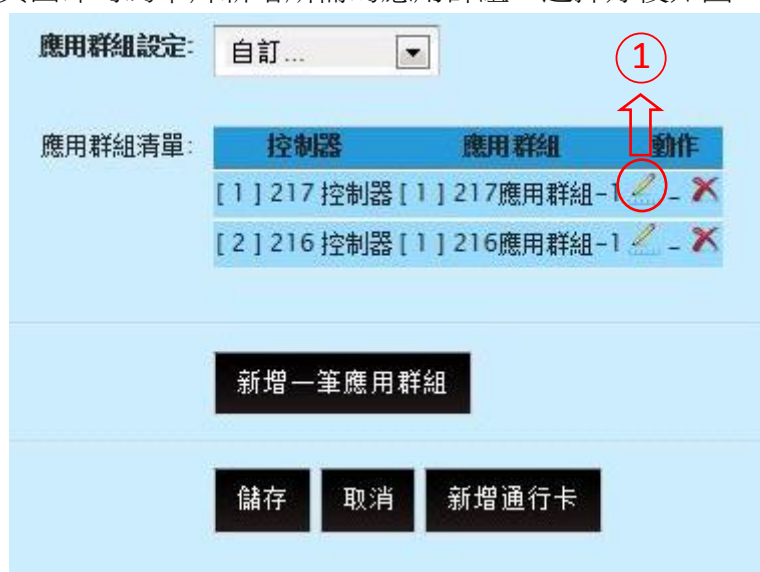 應用群組設定: 自訂...
①
應用群組清單: 控制器 應用群組 動作
[ 1 ] 217 控制器 [ 1 ] 217應用群組-1 -
[ 2 ] 216 控制器 [ 1 ] 216應用群組-1 -
新增一筆應用群組
儲存 取消 新增通行卡